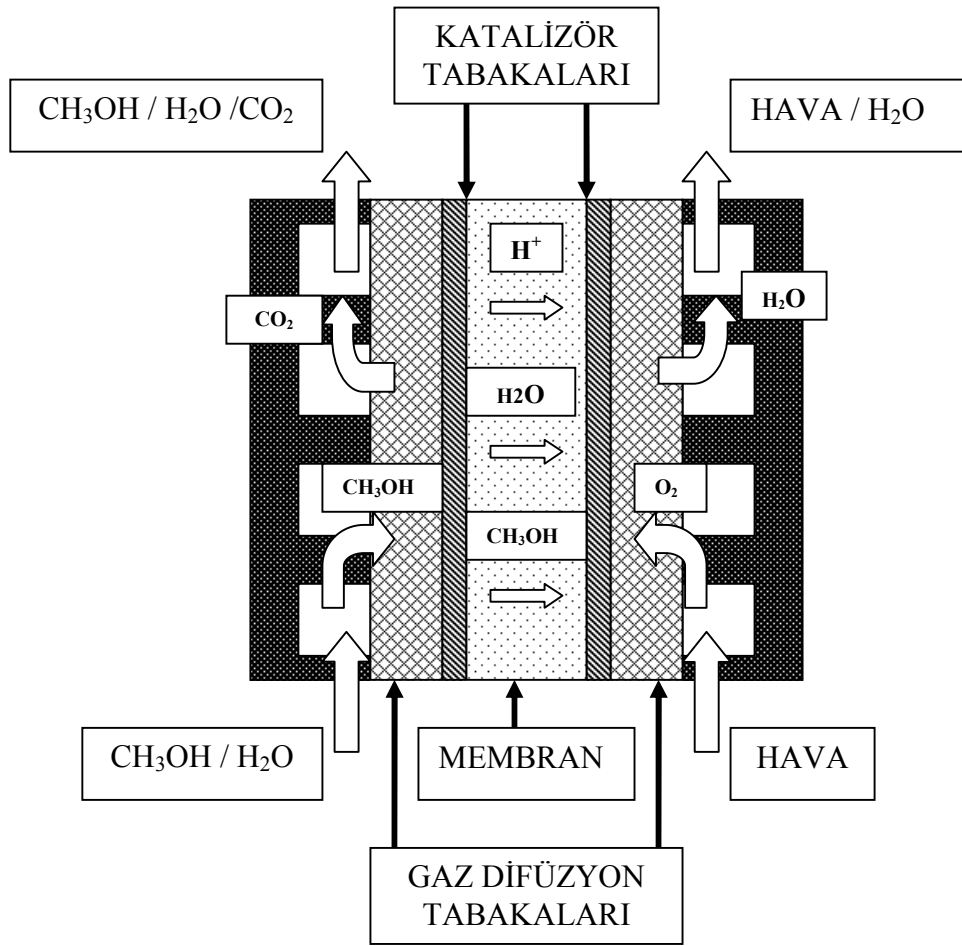 KATALİZÖR
TABAKALARI
CH₃OH / H₂O /CO₂
HAVA / H₂O
H⁺
CO₂
H₂O
H2O
CH₃OH
O₂
CH₃OH
CH₃OH / H₂O
MEMBRAN
HAVA
GAZ DİFÜZYON
TABAKALARI